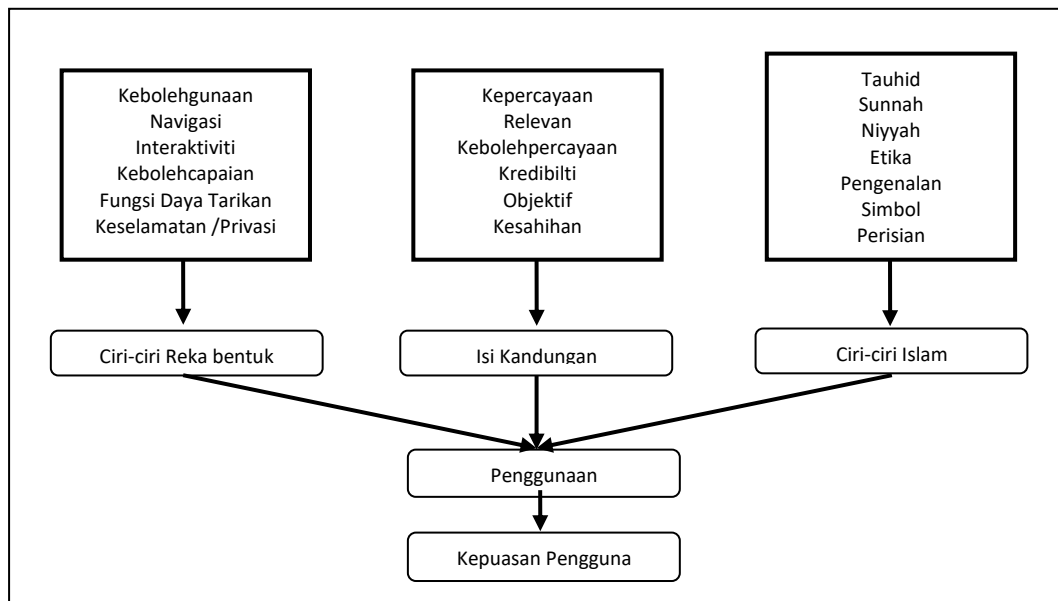 Kebolehgunaan
Navigasi
Interaktiviti
Kebolehcapaian
Fungsi Daya Tarikan
Keselamatan /Privasi
Kepercayaan
Relevan
Kebolehpercayaan
Kredibilti
Objektif
Kesahihan
Tauhid
Sunnah
Niyyah
Etika
Pengenalan
Simbol
Perisian
Ciri-ciri Reka bentuk
Isi Kandungan
Ciri-ciri Islam
Penggunaan
Kepuasan Pengguna